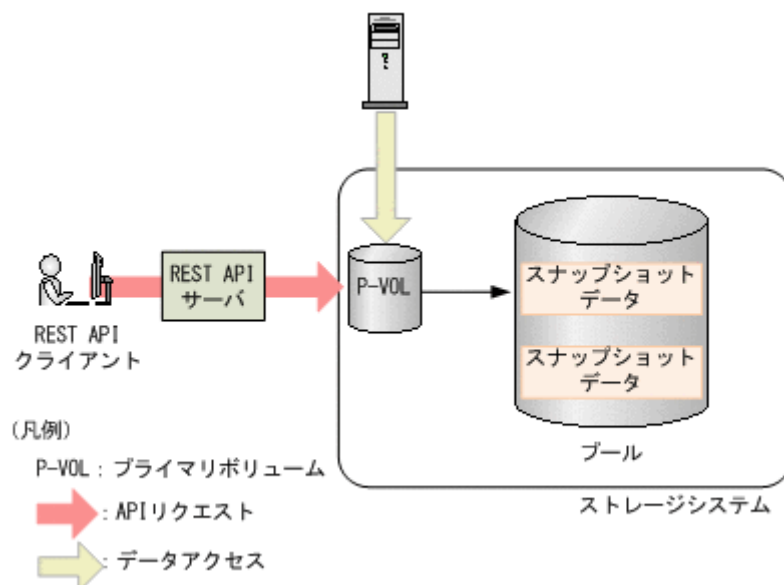 REST API
サーバ
P-VOL
スナップショット
データ
スナップショット
データ
REST API
クライアント
プール
ストレージシステム
(凡例)
P-VOL : プライマリボリューム
: APIリクエスト
: データアクセス